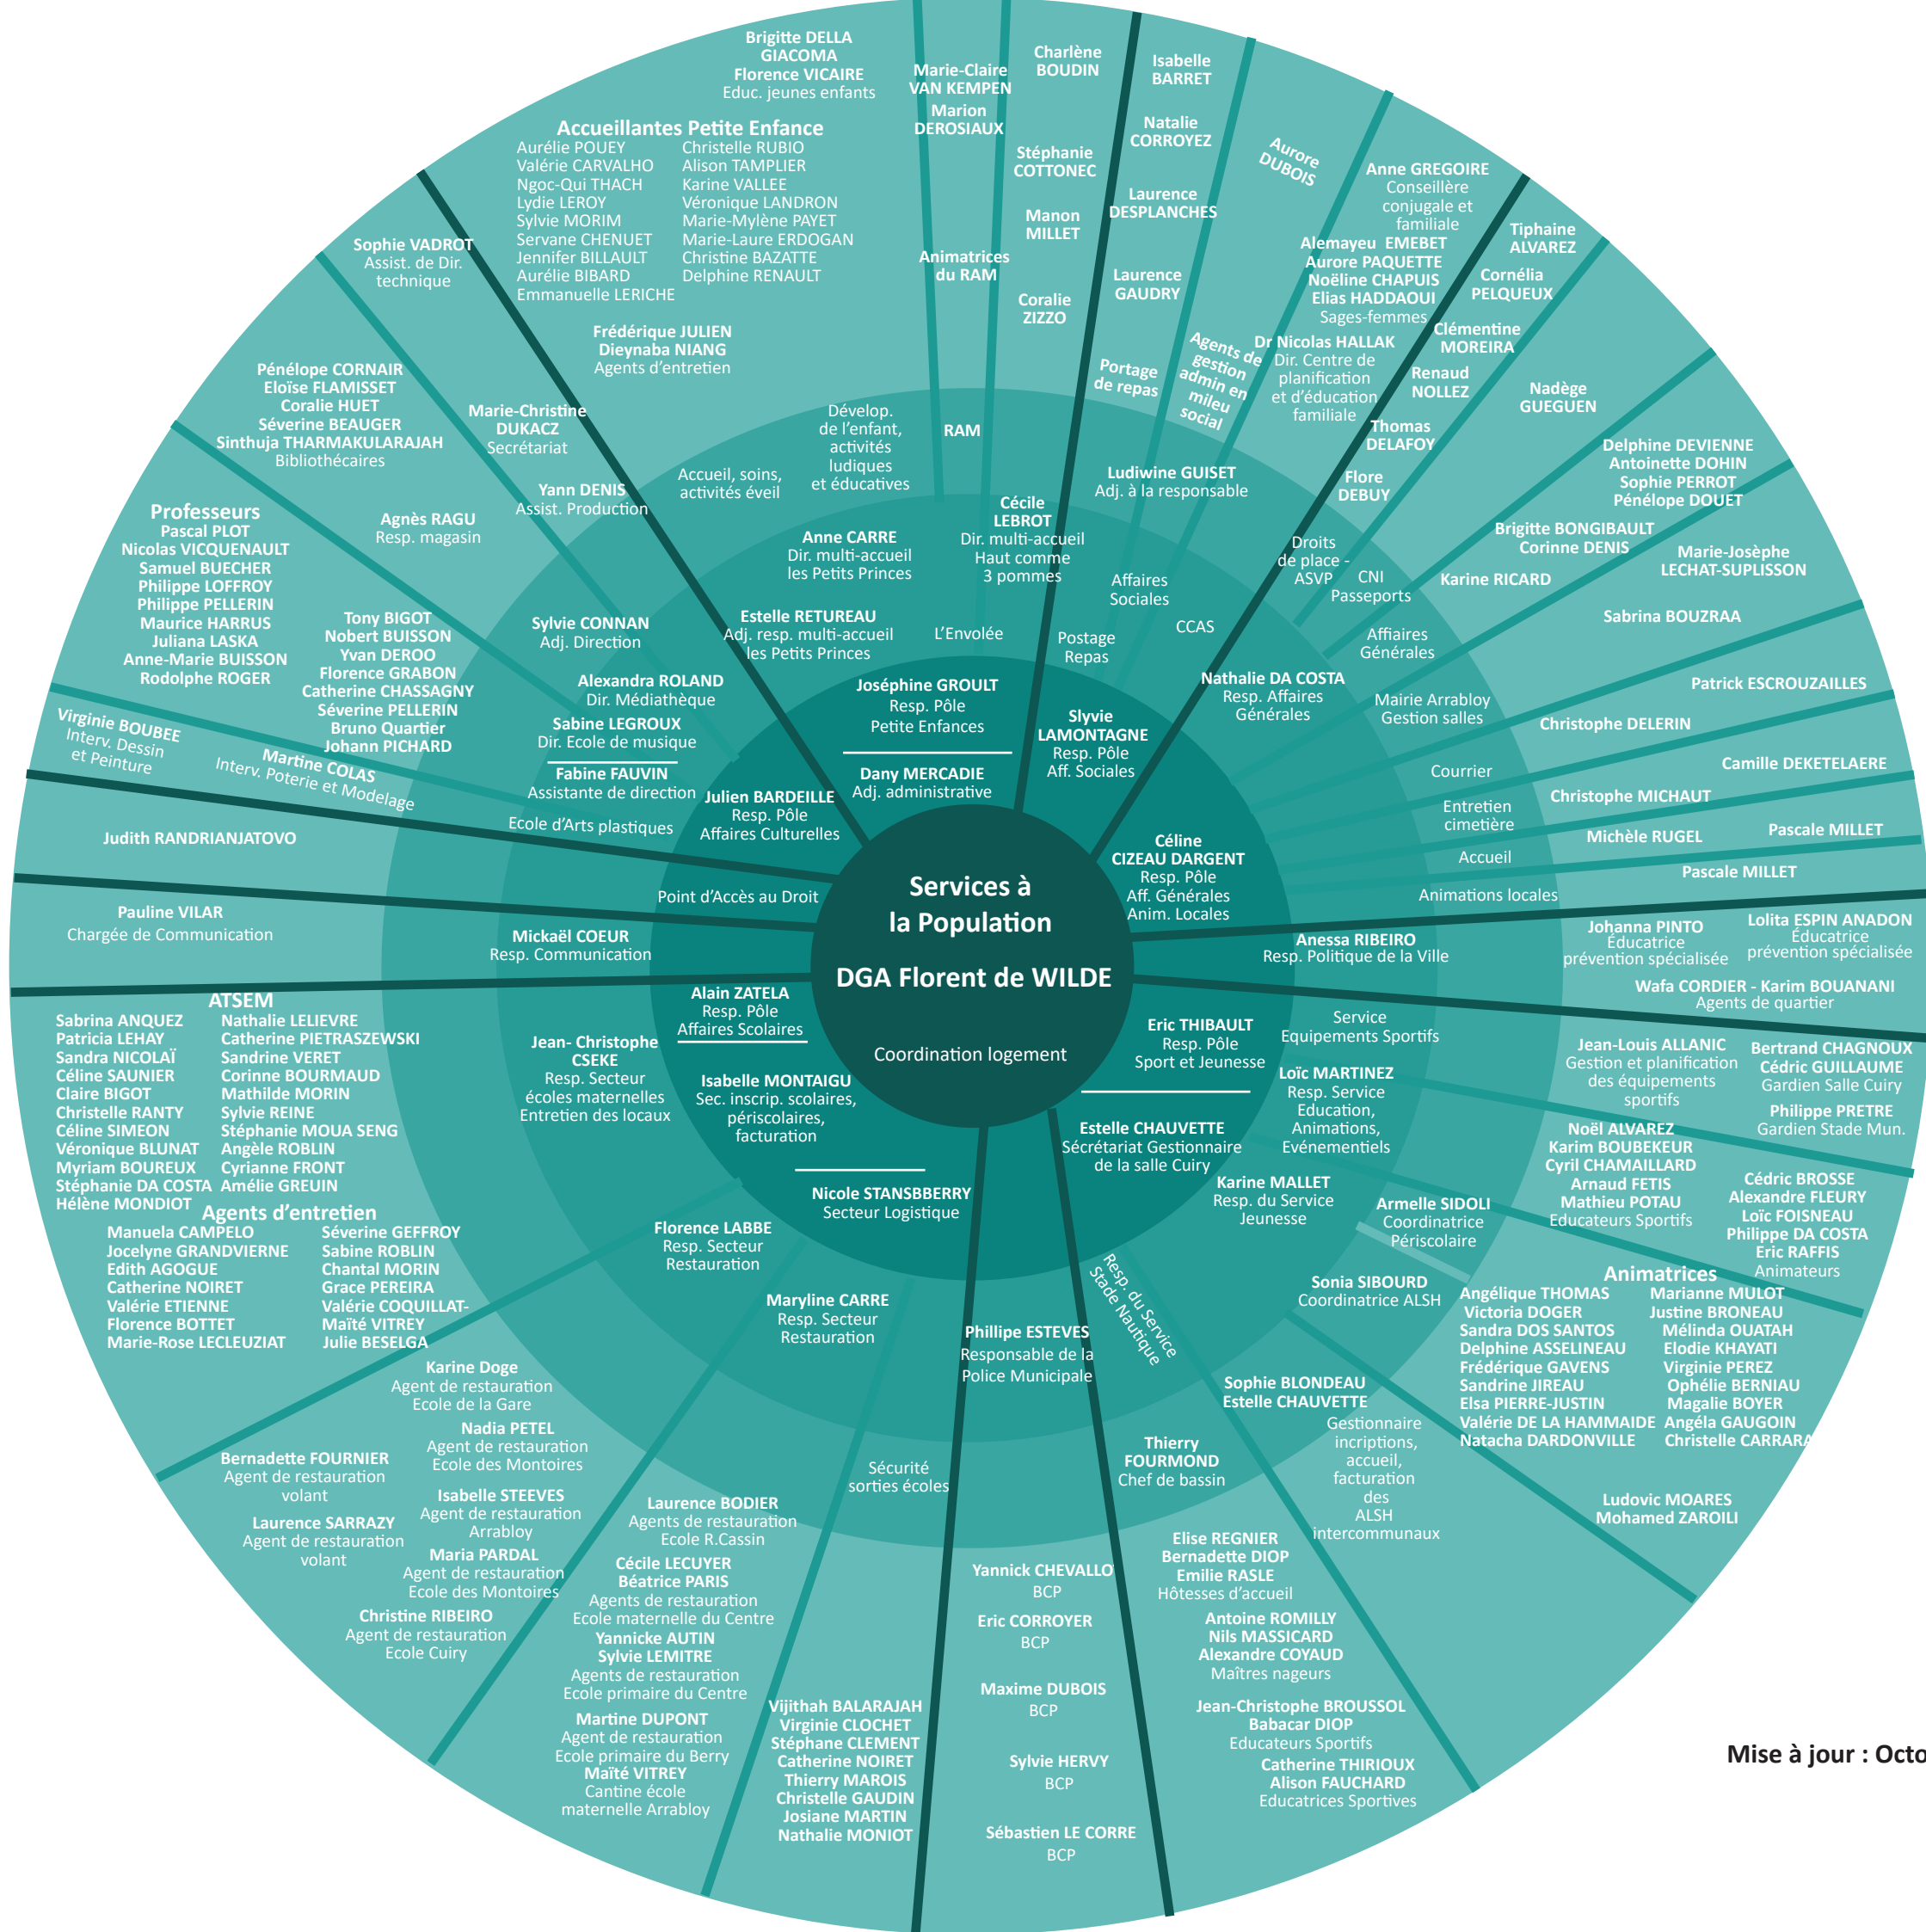 Services à
la Population
DGA Florent de WILDE
Coordination logement
Brigitte DELLA
GIACOMA
Florence VICAIRE
Educ. jeunes enfants
Accueillantes Petite Enfance
Aurélie POUEY
Valérie CARVALHO
Ngoc-Qui THACH
Lydie LEROY
Sylvie MORIM
Servane CHENUET
Jennifer BILLAULT
Aurélie BIBARD
Emmanuelle LERICHE
Christelle RUBIO
Alison TAMPLIER
Karine VALLEE
Véronique LANDRON
Marie-Mylène PAYET
Marie-Laure ERDOGAN
Christine BAZATTE
Delphine RENAULT
Frédérique JULIEN
Dieynaba NIANG
Agents d'entretien
Accueil, soins,
activités éveil
Dévelop.
de l'enfant,
activités
ludiques
et éducatives
Anne CARRE
Dir. multi-accueil
les Petits Princes
Estelle RETUREAU
Adj. resp. multi-accueil
les Petits Princes
Marie-Claire
VAN KEMPEN
Marion
DEROSIAUX
Animatrices
du RAM
RAM
Charlène
BOUDIN
Stéphanie
COTTONEC
Manon
MILLET
Coralie
ZIZZO
Cécile
LEBROT
Dir. multi-accueil
Haut comme
3 pommes
L'Envolée
Joséphine GROULT
Resp. Pôle
Petite Enfances
Dany MERCADIE
Adj. administrative
Isabelle
BARRET
Natalie
CORROYEZ
Laurence
DESPLANCHES
Laurence
GAUDRY
Portage
de repas
Aurore
DUBOIS
Agents de
gestion
admin en
mileu
social
Anne GREGOIRE
Conseillère
conjugale et
familiale
Alemayeu EMEBET
Aurore PAQUETTE
Noëline CHAPUIS
Elias HADDAOUI
Sages-femmes
Dr Nicolas HALLAK
Dir. Centre de
planification
et d'éducation
familiale
Ludiwine GUISET
Adj. à la responsable
Affaires
Sociales
CCAS
Postage
Repas
Slyvie
LAMONTAGNE
Resp. Pôle
Aff. Sociales
Tiphaine
ALVAREZ
Cornélia
PELQUEUX
Clémentine
MOREIRA
Renaud
NOLLEZ
Thomas
DELAFOY
Flore
DEBUY
Droits
de place -
ASVP
Nadège
GUEGUEN
CNI
Passeports
Delphine DEVIENNE
Antoinette DOHIN
Sophie PERROT
Pénélope DOUET
Brigitte BONGIBAULT
Corinne DENIS
Karine RICARD
Affiaires
Générales
Nathalie DA COSTA
Resp. Affaires
Générales
Marie-Josèphe
LECHAT-SUPLISSON
Sabrina BOUZRAA
Mairie Arrabloy
Gestion salles
Patrick ESCROUZAILLES
Christophe DELERIN
Courrier
Camille DEKETELAERE
Christophe MICHAUT
Entretien
cimetière
Michèle RUGEL
Pascale MILLET
Accueil
Pascale MILLET
Animations locales
Céline
CIZEAU DARGENT
Resp. Pôle
Aff. Générales
Anim. Locales
Anessa RIBEIRO
Resp. Politique de la Ville
Johanna PINTO
Éducatrice
prévention spécialisée
Lolita ESPIN ANADON
Éducatrice
prévention spécialisée
Wafa CORDIER - Karim BOUANANI
Agents de quartier
Eric THIBAULT
Resp. Pôle
Sport et Jeunesse
Estelle CHAUVETTE
Sécrétariat Gestionnaire
de la salle Cuiry
Service
Equipements Sportifs
Jean-Louis ALLANIC
Gestion et planification
des équipements
sportifs
Bertrand CHAGNOUX
Cédric GUILLAUME
Gardien Salle Cuiry
Philippe PRETRE
Gardien Stade Mun.
Loïc MARTINEZ
Resp. Service
Education,
Animations,
Evénementiels
Noël ALVAREZ
Karim BOUBEKEUR
Cyril CHAMAILLARD
Arnaud FETIS
Mathieu POTAU
Educateurs Sportifs
Cédric BROSSE
Alexandre FLEURY
Loïc FOISNEAU
Philippe DA COSTA
Eric RAFFIS
Animateurs
Karine MALLET
Resp. du Service
Jeunesse
Armelle SIDOLI
Coordinatrice
Périscolaire
Sonia SIBOURD
Coordinatrice ALSH
Animatrices
Angélique THOMAS
Victoria DOGER
Sandra DOS SANTOS
Delphine ASSELINEAU
Frédérique GAVENS
Sandrine JIREAU
Elsa PIERRE-JUSTIN
Valérie DE LA HAMMAIDE
Natacha DARDONVILLE
Marianne MULOT
Justine BRONEAU
Mélinda OUATAH
Elodie KHAYATI
Virginie PEREZ
Ophélie BERNIAU
Magalie BOYER
Angéla GAUGOIN
Christelle CARRARA
Ludovic MOARES
Mohamed ZAROILI
Sophie BLONDEAU
Estelle CHAUVETTE
Gestionnaire
incriptions,
accueil,
facturation
des
ALSH
intercommunaux
Resp. du Service
Stade Nautique
Thierry
FOURMOND
Chef de bassin
Elise REGNIER
Bernadette DIOP
Emilie RASLE
Hôtesses d'accueil
Antoine ROMILLY
Nils MASSICARD
Alexandre COYAUD
Maîtres nageurs
Jean-Christophe BROUSSOL
Babacar DIOP
Educateurs Sportifs
Catherine THIRIOUX
Alison FAUCHARD
Educatrices Sportives
Phillipe ESTEVES
Responsable de la
Police Municipale
Yannick CHEVALLO
BCP
Eric CORROYER
BCP
Maxime DUBOIS
BCP
Sylvie HERVY
BCP
Sébastien LE CORRE
BCP
Alain ZATELA
Resp. Pôle
Affaires Scolaires
Isabelle MONTAIGU
Sec. inscrip. scolaires,
périscolaires,
facturation
Nicole STANSBBERRY
Secteur Logistique
Sécurité
sorties écoles
Vijithah BALARAJAH
Virginie CLOCHET
Stéphane CLEMENT
Catherine NOIRET
Thierry MAROIS
Christelle GAUDIN
Josiane MARTIN
Nathalie MONIOT
Maryline CARRE
Resp. Secteur
Restauration
Laurence BODIER
Agents de restauration
Ecole R.Cassin
Cécile LECUYER
Béatrice PARIS
Agents de restauration
Ecole maternelle du Centre
Yannicke AUTIN
Sylvie LEMITRE
Agents de restauration
Ecole primaire du Centre
Martine DUPONT
Agent de restauration
Ecole primaire du Berry
Maïté VITREY
Cantine école
maternelle Arrabloy
Florence LABBE
Resp. Secteur
Restauration
Karine Doge
Agent de restauration
Ecole de la Gare
Nadia PETEL
Agent de restauration
Ecole des Montoires
Bernadette FOURNIER
Agent de restauration
volant
Isabelle STEEVES
Agent de restauration
Arrabloy
Laurence SARRAZY
Agent de restauration
volant
Maria PARDAL
Agent de restauration
Ecole des Montoires
Christine RIBEIRO
Agent de restauration
Ecole Cuiry
Jean- Christophe
CSEKE
Resp. Secteur
écoles maternelles
Entretien des locaux
ATSEM
Sabrina ANQUEZ
Patricia LEHAY
Sandra NICOLAÏ
Céline SAUNIER
Claire BIGOT
Christelle RANTY
Céline SIMEON
Véronique BLUNAT
Myriam BOUREUX
Stéphanie DA COSTA
Hélène MONDIOT
Nathalie LELIEVRE
Catherine PIETRASZEWSKI
Sandrine VERET
Corinne BOURMAUD
Mathilde MORIN
Sylvie REINE
Stéphanie MOUA SENG
Angèle ROBLIN
Cyrianne FRONT
Amélie GREUIN
Agents d'entretien
Manuela CAMPELO
Jocelyne GRANDVIERNE
Edith AGOGUE
Catherine NOIRET
Valérie ETIENNE
Florence BOTTET
Marie-Rose LECLEUZIAT
Séverine GEFFROY
Sabine ROBLIN
Chantal MORIN
Grace PEREIRA
Valérie COQUILLAT-
Maïté VITREY
Julie BESELGA
Mickaël COEUR
Resp. Communication
Pauline VILAR
Chargée de Communication
Point d'Accès au Droit
Judith RANDRIANJATOVO
Julien BARDEILLE
Resp. Pôle
Affaires Culturelles
Ecole d'Arts plastiques
Virginie BOUBEE
Interv. Dessin
et Peinture
Martine COLAS
Interv. Poterie et Modelage
Sabine LEGROUX
Dir. Ecole de musique
Fabine FAUVIN
Assistante de direction
Professeurs
Pascal PLOT
Nicolas VICQUENAULT
Samuel BUECHER
Philippe LOFFROY
Philippe PELLERIN
Maurice HARRUS
Juliana LASKA
Anne-Marie BUISSON
Rodolphe ROGER
Tony BIGOT
Nobert BUISSON
Yvan DEROO
Florence GRABON
Catherine CHASSAGNY
Séverine PELLERIN
Bruno Quartier
Johann PICHARD
Alexandra ROLAND
Dir. Médiathèque
Sylvie CONNAN
Adj. Direction
Pénélope CORNAIR
Eloïse FLAMISSET
Coralie HUET
Séverine BEAUGER
Sinthuja THARMAKULARAJAH
Bibliothécaires
Agnès RAGU
Resp. magasin
Sophie VADROT
Assist. de Dir.
technique
Marie-Christine
DUKACZ
Secrétariat
Yann DENIS
Assist. Production
Mise à jour : Octo